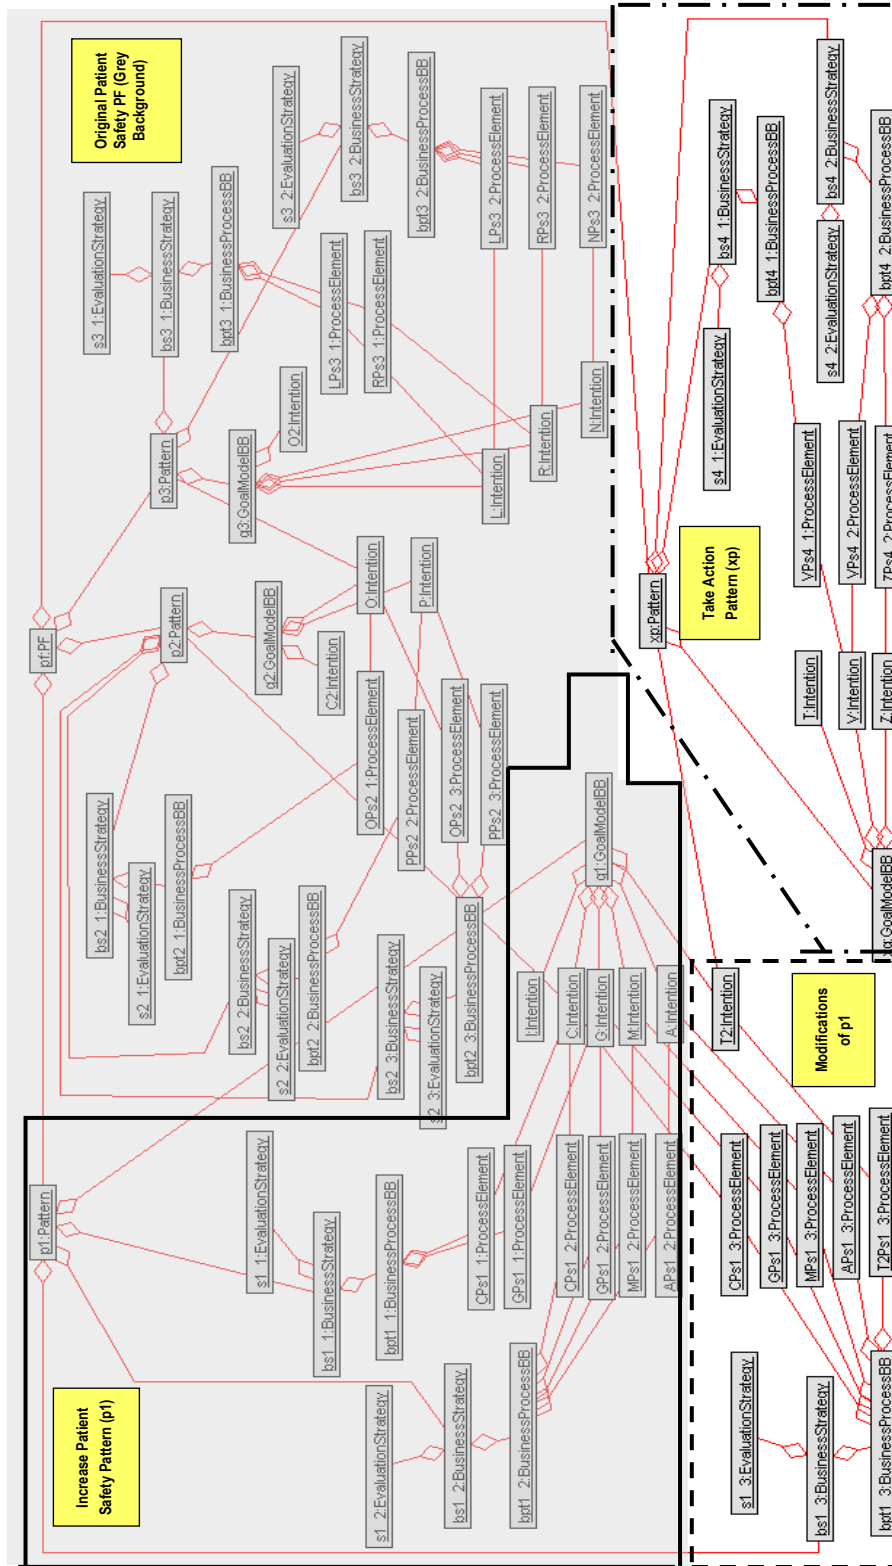 Increase Patient
Safety Pattern (p1)
p1:Pattern
pf:PF
Original Patient
Safety PF (Grey
Background)
s1_2:EvaluationStrategy
bs1_2:BusinessStrategy
bpt1_2:BusinessProcessBB
s1_1:EvaluationStrategy
bs1_1:BusinessStrategy
bpt1_1:BusinessProcessBB
CPs1_1:ProcessElement
GPs1_1:ProcessElement
CPs1_2:ProcessElement
GPs1_2:ProcessElement
MPs1_2:ProcessElement
APs1_2:ProcessElement
bs2_1:BusinessStrategy
s2_1:EvaluationStrategy
bpt2_1:BusinessProcessBB
bs2_2:BusinessStrategy
s2_2:EvaluationStrategy
bpt2_2:BusinessProcessBB
bs2_3:BusinessStrategy
s2_3:EvaluationStrategy
bpt2_3:BusinessProcessBB
p2:Pattern
g2:GoalModelBB
C2:Intention
O:Intention
P:Intention
OPs2_1:ProcessElement
PPs2_2:ProcessElement
OPs2_3:ProcessElement
PPs2_3:ProcessElement
I:Intention
C:Intention
G:Intention
M:Intention
A:Intention
g1:GoalModelBB
p3:Pattern
g3:GoalModelBB
O2:Intention
s3_1:EvaluationStrategy
bs3_1:BusinessStrategy
bpt3_1:BusinessProcessBB
LPs3_1:ProcessElement
RPs3_1:ProcessElement
s3_2:EvaluationStrategy
bs3_2:BusinessStrategy
bpt3_2:BusinessProcessBB
LPs3_2:ProcessElement
RPs3_2:ProcessElement
NPs3_2:ProcessElement
L:Intention
R:Intention
N:Intention
s1_3:EvaluationStrategy
bs1_3:BusinessStrategy
bpt1_3:BusinessProcessBB
CPs1_3:ProcessElement
GPs1_3:ProcessElement
MPs1_3:ProcessElement
APs1_3:ProcessElement
T2Ps1_3:ProcessElement
T2:Intention
Modifications
of p1
xp:Pattern
Take Action
Pattern (xp)
xg:GoalModelBB
T:Intention
V:Intention
Z:Intention
VPs4_1:ProcessElement
VPs4_2:ProcessElement
ZPs4_2:ProcessElement
s4_1:EvaluationStrategy
bs4_1:BusinessStrategy
bpt4_1:BusinessProcessBB
s4_2:EvaluationStrategy
bs4_2:BusinessStrategy
bpt4_2:BusinessProcessBB